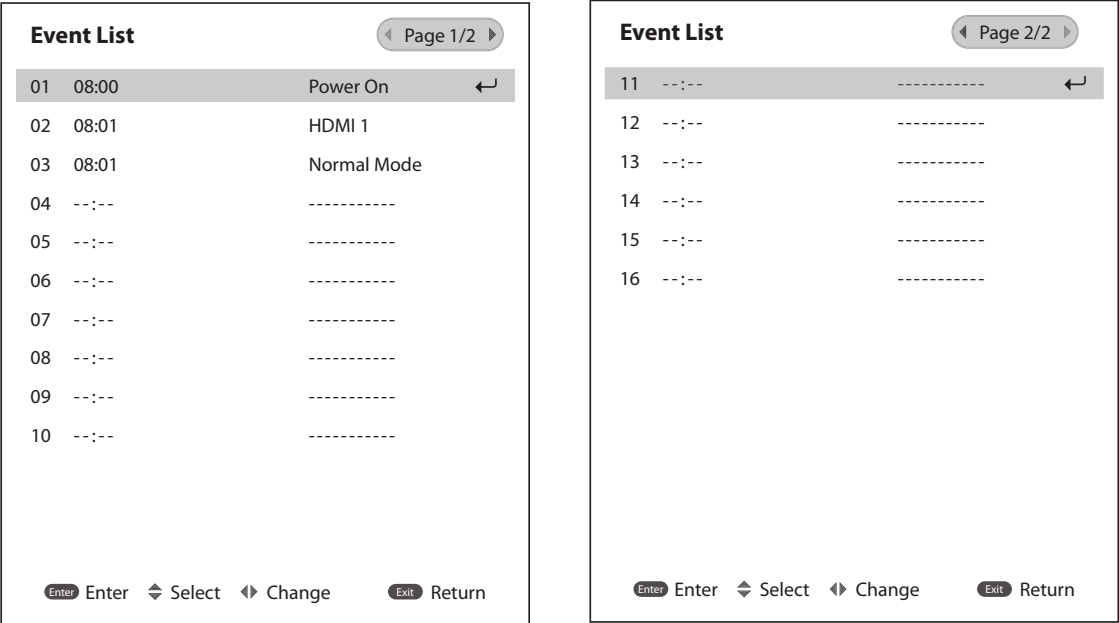 Event List Page 1/2
01 08:00 Power On
02 08:01 HDMI 1
03 08:01 Normal Mode
04 --:-- -----------
05 --:-- -----------
06 --:-- -----------
07 --:-- -----------
08 --:-- -----------
09 --:-- -----------
10 --:-- -----------
Enter Enter Select Change Exit Return
Event List Page 2/2
11 --:-- -----------
12 --:-- -----------
13 --:-- -----------
14 --:-- -----------
15 --:-- -----------
16 --:-- -----------
Enter Enter Select Change Exit Return